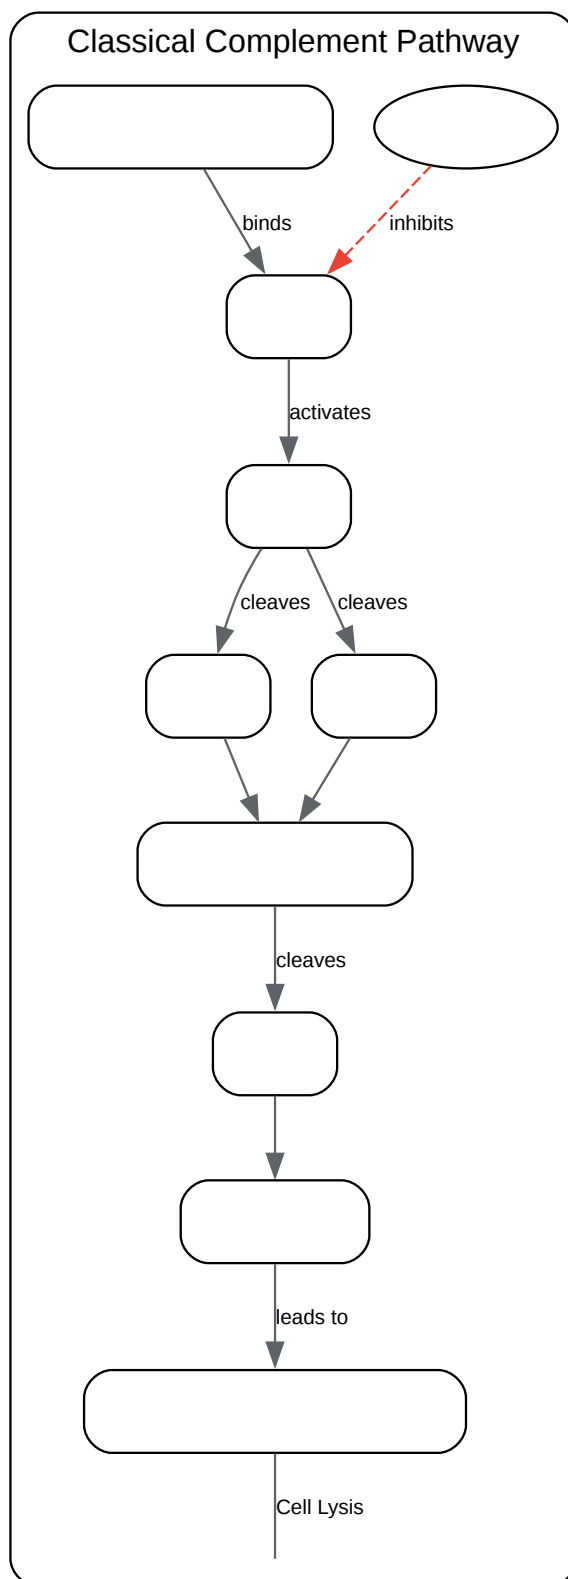 Classical Complement Pathway
binds
inhibits
activates
cleaves
cleaves
cleaves
leads to
Cell Lysis